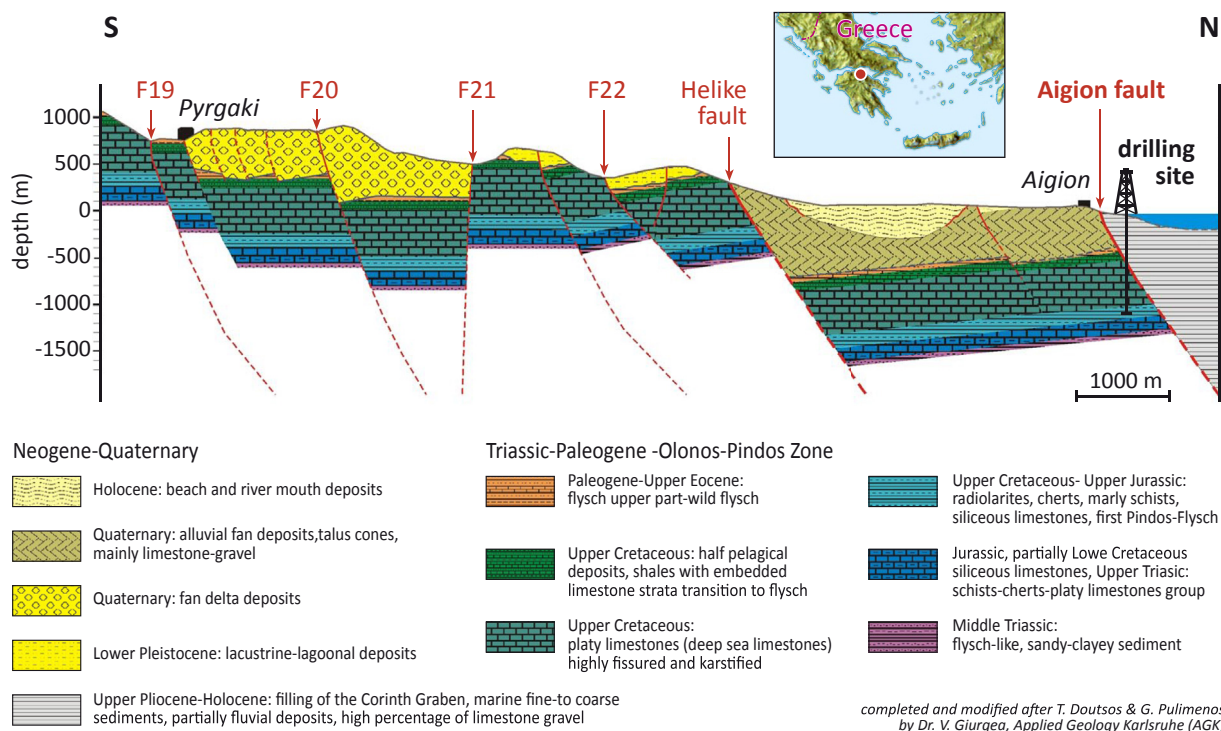 S
N
Greece
F19
Pyrgaki
F20
F21
F22
Helike
fault
Aigion fault
drilling
site
Aigion
depth (m)
1000
500
0
-500
-1000
-1500
1000 m
Neogene-Quaternary
Holocene: beach and river mouth deposits
Quaternary: alluvial fan deposits,talus cones,
mainly limestone-gravel
Quaternary: fan delta deposits
Lower Pleistocene: lacustrine-lagoonal deposits
Upper Pliocene-Holocene: filling of the Corinth Graben, marine fine-to coarse
sediments, partially fluvial deposits, high percentage of limestone gravel
Triassic-Paleogene -Olonos-Pindos Zone
Paleogene-Upper Eocene:
flysch upper part-wild flysch
Upper Cretaceous: half pelagical
deposits, shales with embedded
limestone strata transition to flysch
Upper Cretaceous:
platy limestones (deep sea limestones)
highly fissured and karstified
Upper Cretaceous- Upper Jurassic:
radiolarites, cherts, marly schists,
siliceous limestones, first Pindos-Flysch
Jurassic, partially Lowe Cretaceous
siliceous limestones, Upper Triasic:
schists-cherts-platy limestones group
Middle Triassic:
flysch-like, sandy-clayey sediment
completed and modified after T. Doutsos & G. Pulimenos
by Dr. V. Giurgea, Applied Geology Karlsruhe (AGK